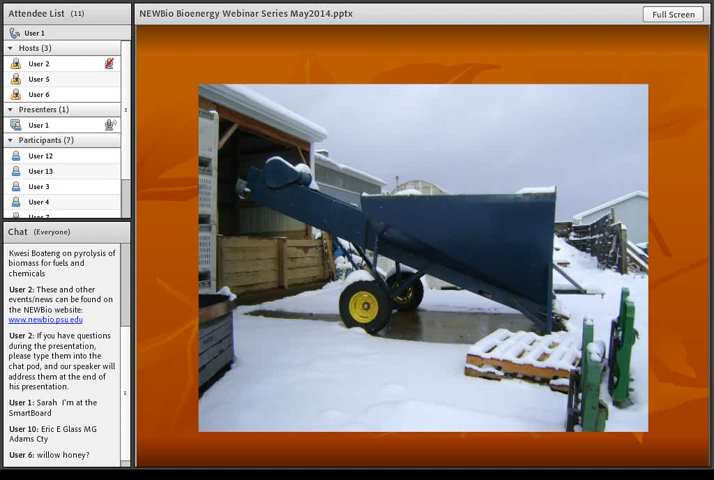 Attendee List (11)
User 1
Hosts (3)
User 2
User 5
User 6
Presenters (1)
User 1
Participants (7)
User 12
User 13
User 3
User 4
User 7
Chat (Everyone)
Kwesi Boateng on pyrolysis of
biomass for fuels and
chemicals
User 2: These and other
events/news can be found on
the NEWBio website:
www.newbio.psu.edu
User 2: If you have questions
during the presentation,
please type them into the
chat pod, and our speaker will
address them at the end of
his presentation.
User 1: Sarah I'm at the
SmartBoard
User 10: Eric E Glass MG
Adams Cty
User 6: willow honey?
NEWBio Bioenergy Webinar Series May2014.pptx
Full Screen